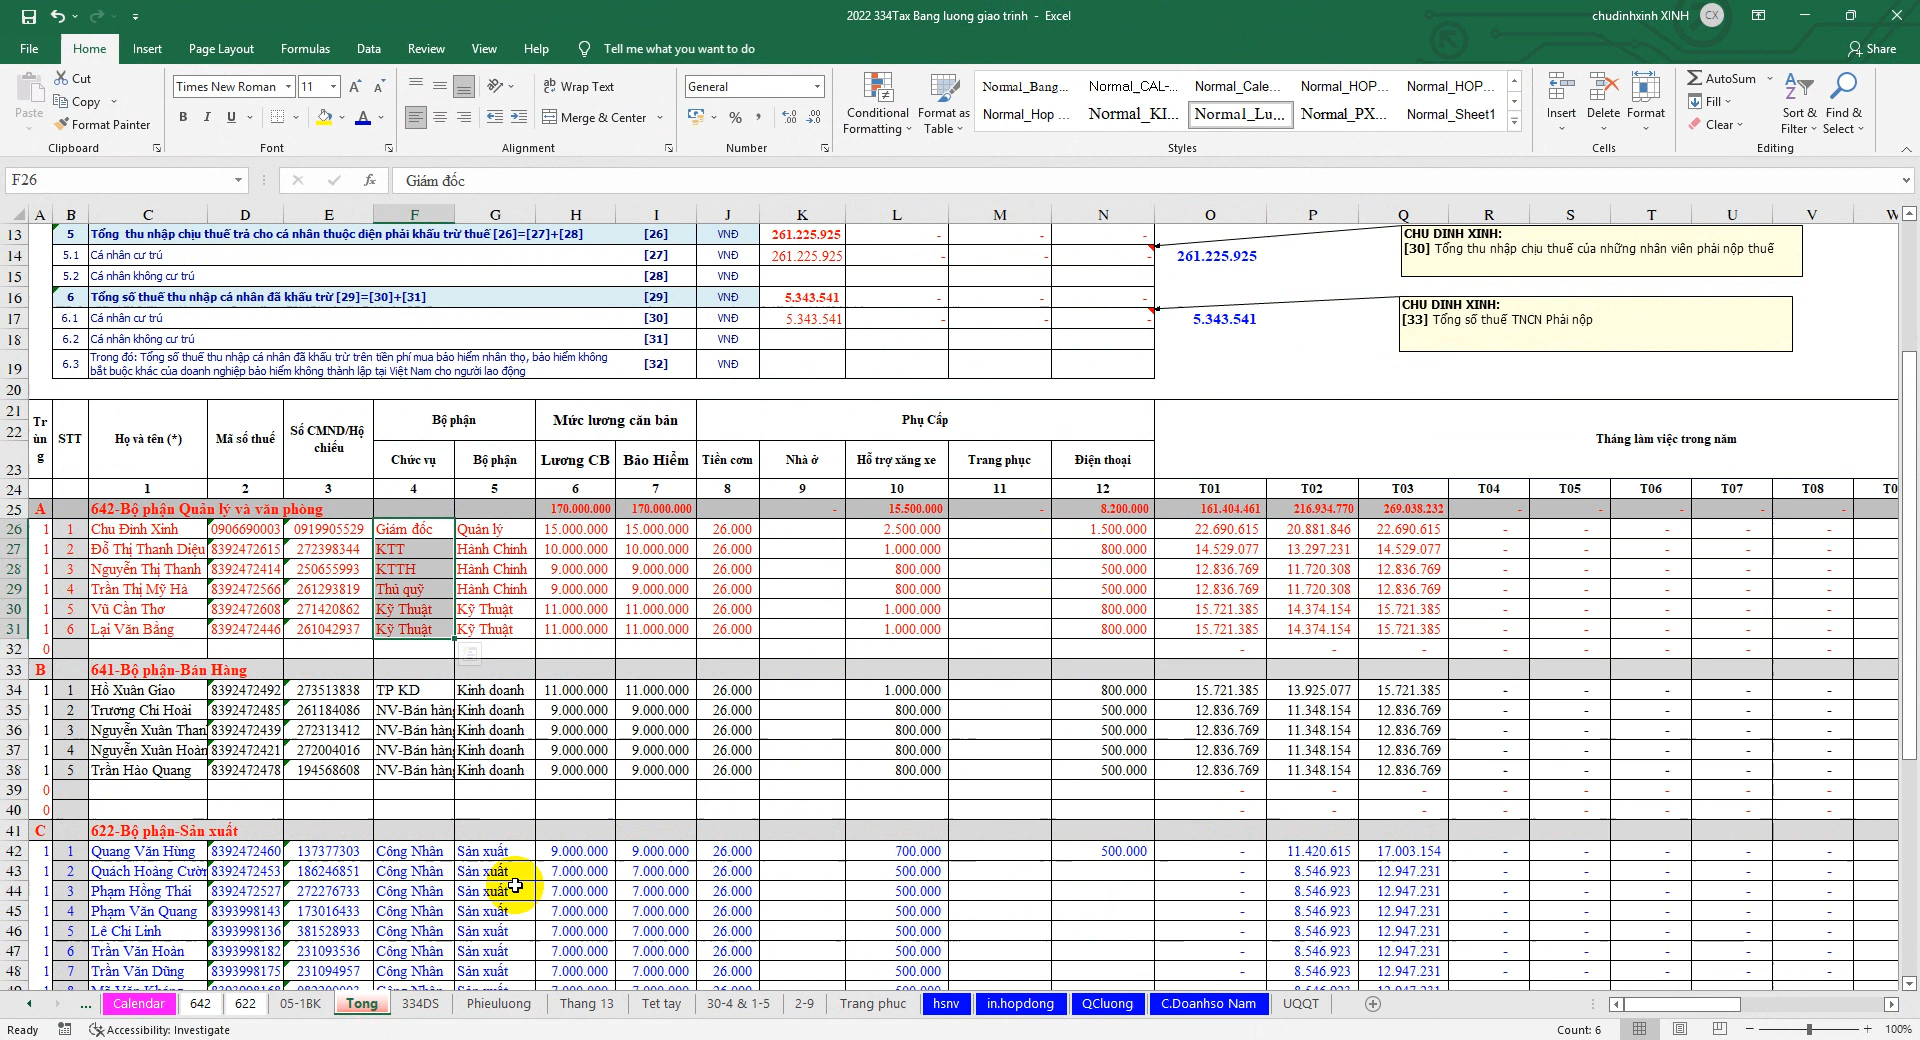 2022 334Tax Bang luong giao trinh - Excel
chudinhxinh XINH CX
File Home Insert Page Layout Formulas Data Review View Help Tell me what you want to do Share
Paste Cut Copy Format Painter Clipboard
Times New Roman 11 B I U Font
Wrap Text Merge & Center Alignment
General % Number
Conditional Formatting Format as Table
Normal_Bang... Normal_CAL-... Normal_Cale... Normal_HOP... Normal_HOP...
Normal_Hop ... Normal_KI... Normal_Lu... Normal_PX... Normal_Sheet1
Styles
Insert Delete Format Cells
AutoSum Fill Clear Sort & Filter Find & Select Editing
F26 fx Giám đốc
A B C D E F G H I J K L M N O P Q R S T U V W
13 5 Tổng thu nhập chịu thuế trả cho cá nhân thuộc diện phải khấu trừ thuế [26]=[27]+[28] [26] VNĐ 261.225.925 - - -
14 5.1 Cá nhân cư trú [27] VNĐ 261.225.925 - - - 261.225.925
15 5.2 Cá nhân không cư trú [28] VNĐ
16 6 Tổng số thuế thu nhập cá nhân đã khấu trừ [29]=[30]+[31] [29] VNĐ 5.343.541 - - -
17 6.1 Cá nhân cư trú [30] VNĐ 5.343.541 - - - 5.343.541
18 6.2 Cá nhân không cư trú [31] VNĐ
19 6.3 Trong đó: Tổng số thuế thu nhập cá nhân đã khấu trừ trên tiền phí mua bảo hiểm nhân thọ, bảo hiểm không
bắt buộc khác của doanh nghiệp bảo hiểm không thành lập tại Việt Nam cho người lao động [32] VNĐ
CHU DINH XINH:
[30] Tổng thu nhập chịu thuế của những nhân viên phải nộp thuế
CHU DINH XINH:
[33] Tổng số thuế TNCN Phải nộp
20
21
22
23
Trùng STT Họ và tên (*) Mã số thuế Số CMND/Hộ chiếu Bộ phận Mức lương căn bản Phụ Cấp Tháng làm việc trong năm
Chức vụ Bộ phận Lương CB Bảo Hiểm Tiền cơm Nhà ở Hỗ trợ xăng xe Trang phục Điện thoại
24 1 2 3 4 5 6 7 8 9 10 11 12 T01 T02 T03 T04 T05 T06 T07 T08 T0
25 A 642-Bộ phận Quản lý và văn phòng 170.000.000 170.000.000 - 15.500.000 - 8.200.000 161.404.461 216.934.770 269.038.232 - - - - -
26 1 1 Chu Đình Xinh 0906690003 0919905529 Giám đốc Quản lý 15.000.000 15.000.000 26.000 2.500.000 1.500.000 22.690.615 20.881.846 22.690.615 - - - - -
27 1 2 Đỗ Thị Thanh Diệu 8392472615 272398344 KTT Hành Chính 10.000.000 10.000.000 26.000 1.000.000 800.000 14.529.077 13.297.231 14.529.077 - - - - -
28 1 3 Nguyễn Thị Thanh 8392472414 250655993 KTTH Hành Chính 9.000.000 9.000.000 26.000 800.000 500.000 12.836.769 11.720.308 12.836.769 - - - - -
29 1 4 Trần Thị Mỹ Hà 8392472566 261293819 Thủ quỹ Hành Chính 9.000.000 9.000.000 26.000 800.000 500.000 12.836.769 11.720.308 12.836.769 - - - - -
30 1 5 Vũ Cần Thơ 8392472608 271420862 Kỹ Thuật Kỹ Thuật 11.000.000 11.000.000 26.000 1.000.000 800.000 15.721.385 14.374.154 15.721.385 - - - - -
31 1 6 Lại Văn Bằng 8392472446 261042937 Kỹ Thuật Kỹ Thuật 11.000.000 11.000.000 26.000 1.000.000 800.000 15.721.385 14.374.154 15.721.385 - - - - -
32 0 - - - - - - - -
33 B 641-Bộ phận-Bán Hàng
34 1 1 Hồ Xuân Giao 8392472492 273513838 TP KD Kinh doanh 11.000.000 11.000.000 26.000 1.000.000 800.000 15.721.385 13.925.077 15.721.385 - - - - -
35 1 2 Trương Chí Hoài 8392472485 261184086 NV-Bán hàng Kinh doanh 9.000.000 9.000.000 26.000 800.000 500.000 12.836.769 11.348.154 12.836.769 - - - - -
36 1 3 Nguyễn Xuân Than 8392472439 272313412 NV-Bán hàng Kinh doanh 9.000.000 9.000.000 26.000 800.000 500.000 12.836.769 11.348.154 12.836.769 - - - - -
37 1 4 Nguyễn Xuân Hoàn 8392472421 272004016 NV-Bán hàng Kinh doanh 9.000.000 9.000.000 26.000 800.000 500.000 12.836.769 11.348.154 12.836.769 - - - - -
38 1 5 Trần Hào Quang 8392472478 194568608 NV-Bán hàng Kinh doanh 9.000.000 9.000.000 26.000 800.000 500.000 12.836.769 11.348.154 12.836.769 - - - - -
39 0 - - - - - - - -
40 0 - - - - - - - -
41 C 622-Bộ phận-Sản xuất
42 1 1 Quang Văn Hùng 8392472460 137377303 Công Nhân Sản xuất 9.000.000 9.000.000 26.000 700.000 500.000 - 11.420.615 17.003.154 - - - - -
43 1 2 Quách Hoàng Cườn 8392472453 186246851 Công Nhân Sản xuất 7.000.000 7.000.000 26.000 500.000 - 8.546.923 12.947.231 - - - - -
44 1 3 Phạm Hồng Thái 8392472527 272276733 Công Nhân Sản xuất 7.000.000 7.000.000 26.000 500.000 - 8.546.923 12.947.231 - - - - -
45 1 4 Phạm Văn Quang 8393998143 173016433 Công Nhân Sản xuất 7.000.000 7.000.000 26.000 500.000 - 8.546.923 12.947.231 - - - - -
46 1 5 Lê Chí Linh 8393998136 381528933 Công Nhân Sản xuất 7.000.000 7.000.000 26.000 500.000 - 8.546.923 12.947.231 - - - - -
47 1 6 Trần Văn Hoàn 8393998182 231093536 Công Nhân Sản xuất 7.000.000 7.000.000 26.000 500.000 - 8.546.923 12.947.231 - - - - -
48 1 7 Trần Văn Dũng 8393998175 231094957 Công Nhân Sản xuất 7.000.000 7.000.000 26.000 500.000 - 8.546.923 12.947.231 - - - - -
... Calendar 642 622 05-1BK Tong 334DS Phieuluong Thang 13 Tet tay 30-4 & 1-5 2-9 Trang phuc hsnv in.hopdong QCluong C.Doanhso Nam UQQT
Ready Accessibility: Investigate Count: 6 100%